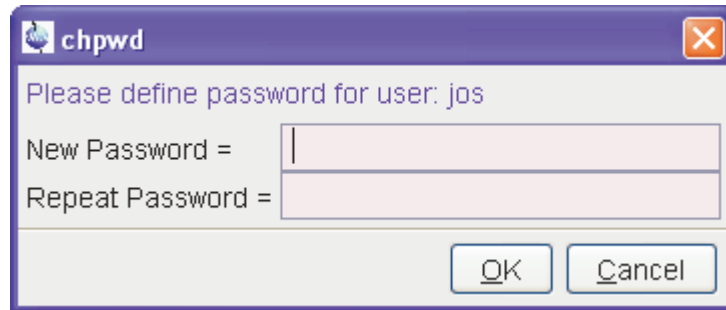 chpwd
Please define password for user: jos
New Password =
Repeat Password =
OK Cancel